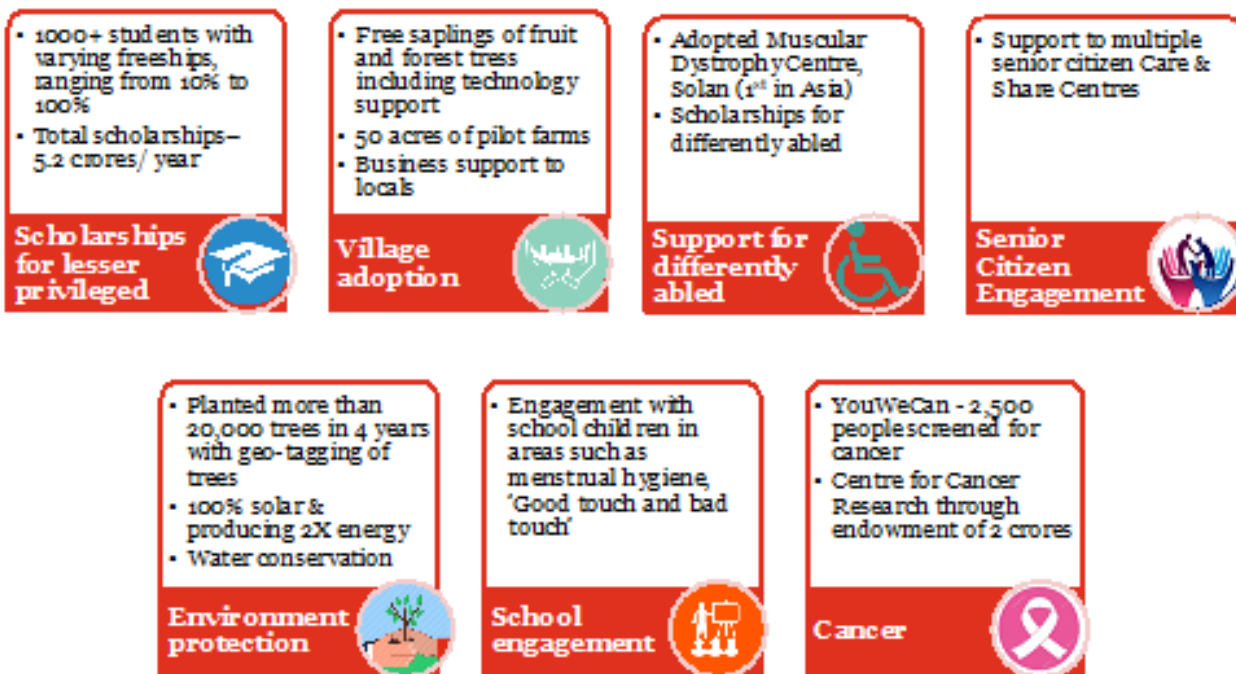 • 1000+ students with
varying freeships,
ranging from 10% to
100%
• Total scholarships–
5.2 crores/ year
Scholarships
for lesser
privileged
• Free saplings of fruit
and forest tress
including technology
support
• 50 acres of pilot farms
• Business support to
locals
Village
adoption
• Adopted Muscular
Dystrophy Centre,
Solan (1st in Asia)
• Scholarships for
differently abled
Support for
differently
abled
• Support to multiple
senior citizen Care &
Share Centres
Senior
Citizen
Engagement
• Planted more than
20,000 trees in 4 years
with geo-tagging of
trees
• 100% solar &
producing 2X energy
• Water conservation
Environment
protection
• Engagement with
school children in
areas such as
menstrual hygiene,
‘Good touch and bad
touch’
School
engagement
• YouWeCan - 2,500
people screened for
cancer
• Centre for Cancer
Research through
endowment of 2 crores
Cancer